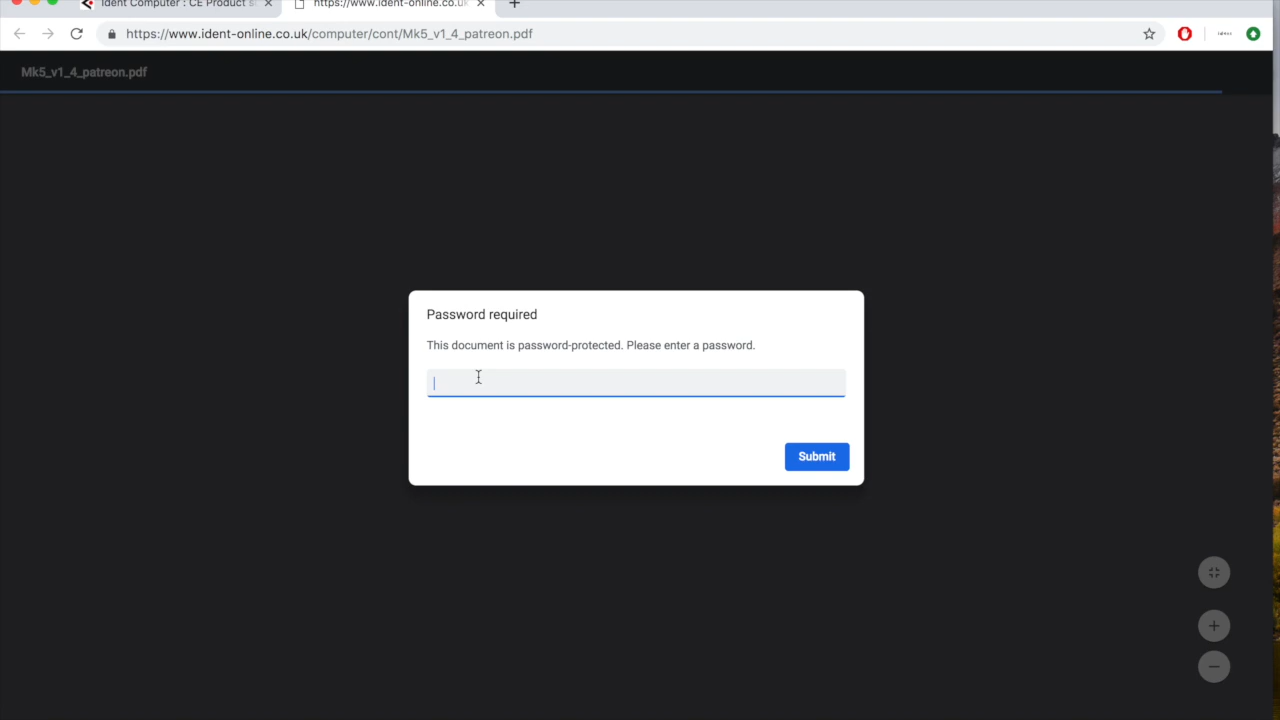 Ident Computer : CE Product s
https://www.ident-online.co.uk
https://www.ident-online.co.uk/computer/cont/Mk5_v1_4_patreon.pdf
Mk5_v1_4_patreon.pdf
Password required
This document is password-protected. Please enter a password.
Submit